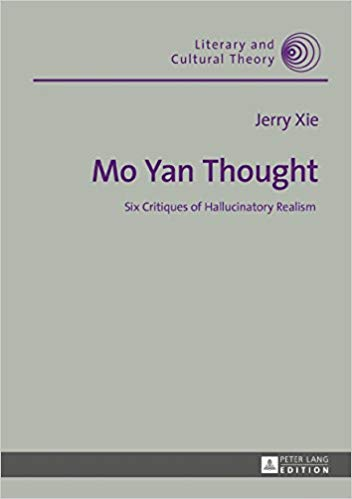 Literary and
Cultural Theory
Jerry Xie
Mo Yan Thought
Six Critiques of Hallucinatory Realism
PETER LANG
EDITION